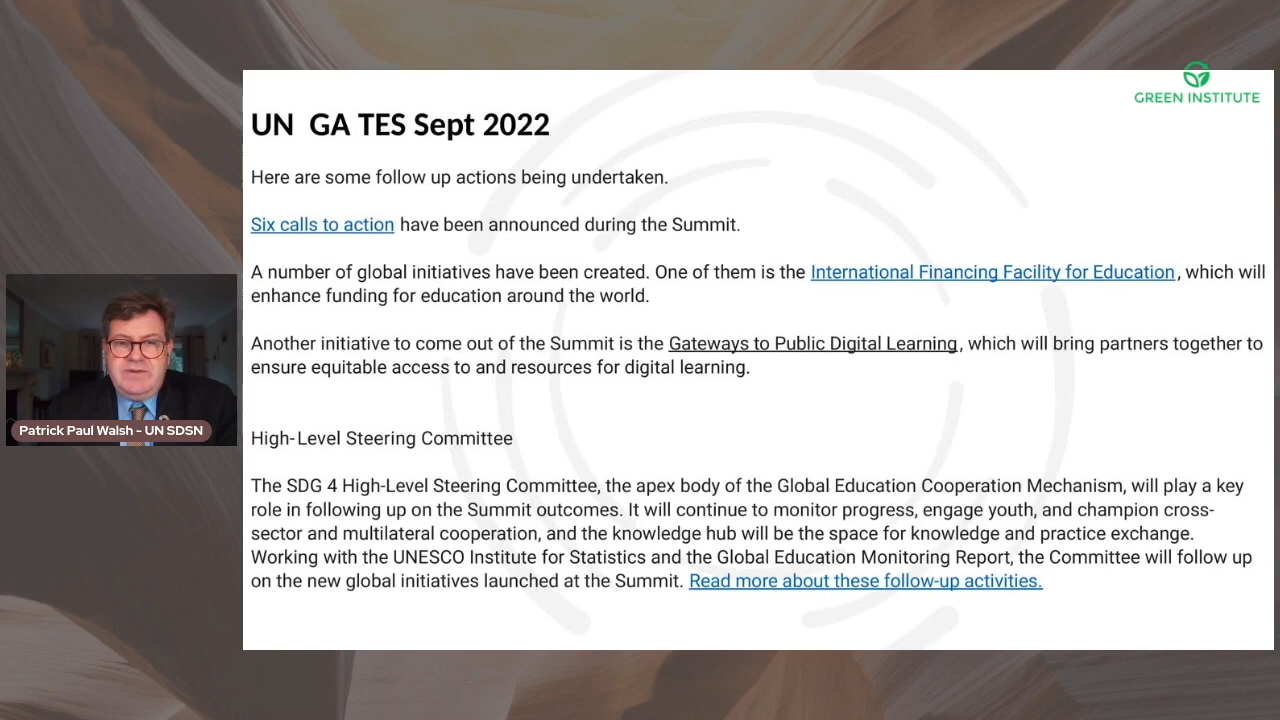 GREEN INSTITUTE
UN GA TES Sept 2022
Here are some follow up actions being undertaken.
Six calls to action have been announced during the Summit.
A number of global initiatives have been created. One of them is the International Financing Facility for Education, which will
enhance funding for education around the world.
Another initiative to come out of the Summit is the Gateways to Public Digital Learning, which will bring partners together to
ensure equitable access to and resources for digital learning.
High-Level Steering Committee
The SDG 4 High-Level Steering Committee, the apex body of the Global Education Cooperation Mechanism, will play a key
role in following up on the Summit outcomes. It will continue to monitor progress, engage youth, and champion cross-
sector and multilateral cooperation, and the knowledge hub will be the space for knowledge and practice exchange.
Working with the UNESCO Institute for Statistics and the Global Education Monitoring Report, the Committee will follow up
on the new global initiatives launched at the Summit. Read more about these follow-up activities.
Patrick Paul Walsh - UN SDSN